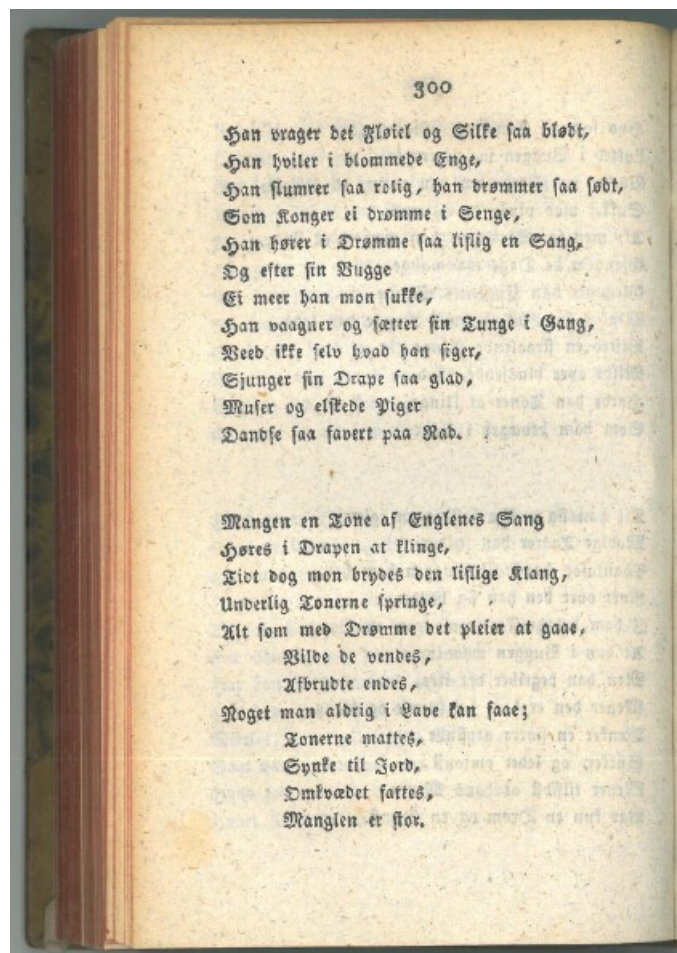 300
Han vrager det Fløiel og Silke saa blødt,
Han hviler i blommede Enge,
Han slumrer saa rolig, han drømmer saa sødt,
Som Konger ei drømme i Senge,
Han hører i Drømme saa liflig en Sang,
Og efter sin Vugge
Ei meer han mon sukke,
Han vaagner og sætter sin Tunge i Gang,
Veed ikke selv hvad han siger,
Sjunger sin Drape saa glad,
Muser og elskede Piger
Dandse saa favert paa Rad.
Mangen en Tone af Englenes Sang
Høres i Drapen at klinge,
Tidt dog mon brydes den liflige Klang,
Underlig Tonerne springe,
Alt som med Drømme det pleier at gaae,
Vilde de vendes,
Afbrudte endes,
Noget man aldrig i Lave kan faae;
Tonerne mattes,
Synke til Jord,
Omkvædet fattes,
Manglen er stor.